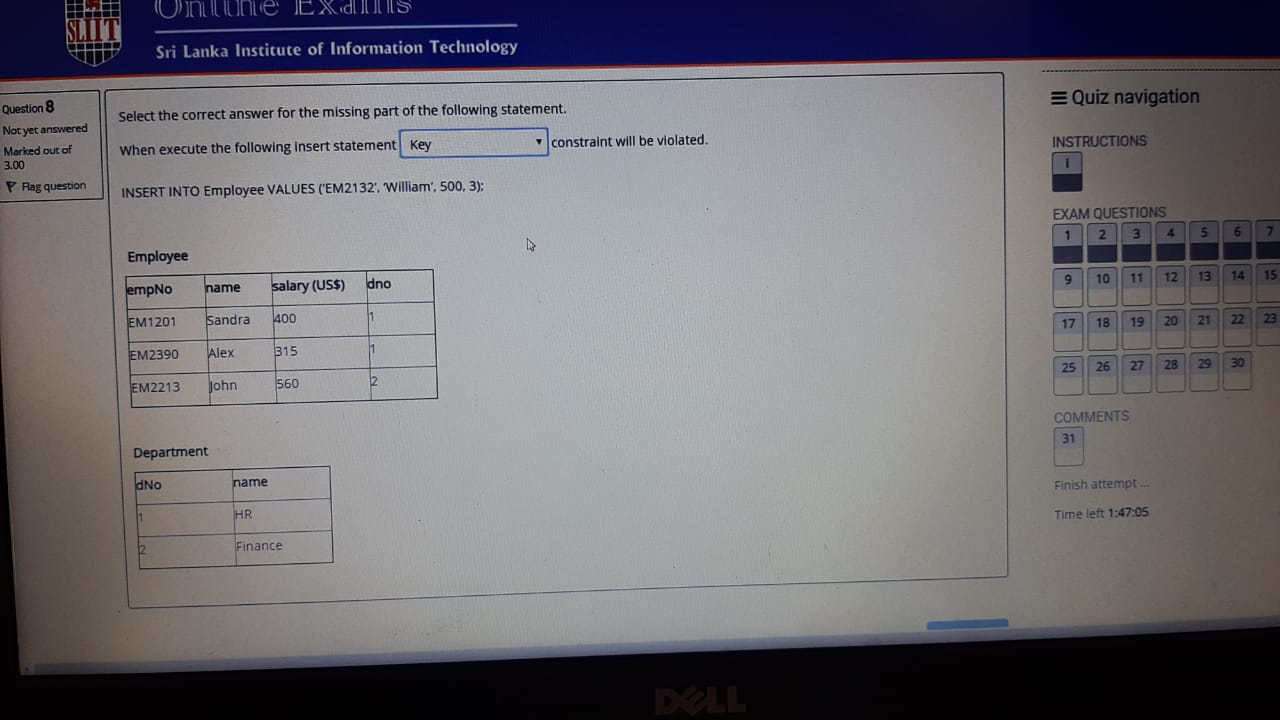 Online Exams
SLIIT
Sri Lanka Institute of Information Technology
Question 8
Not yet answered
Marked out of
3.00
Flag question
Select the correct answer for the missing part of the following statement.
When execute the following insert statement Key constraint will be violated.
INSERT INTO Employee VALUES ('EM2132', 'William', 500, 3);
Employee
empNo name salary (US$) dno
EM1201 Sandra 400 1
EM2390 Alex 315 1
EM2213 John 560 2
Department
dNo name
1 HR
2 Finance
Quiz navigation
INSTRUCTIONS
i
EXAM QUESTIONS
1 2 3 4 5 6 7
9 10 11 12 13 14 15
17 18 19 20 21 22 23
25 26 27 28 29 30
COMMENTS
31
Finish attempt ...
Time left 1:47:05
DELL